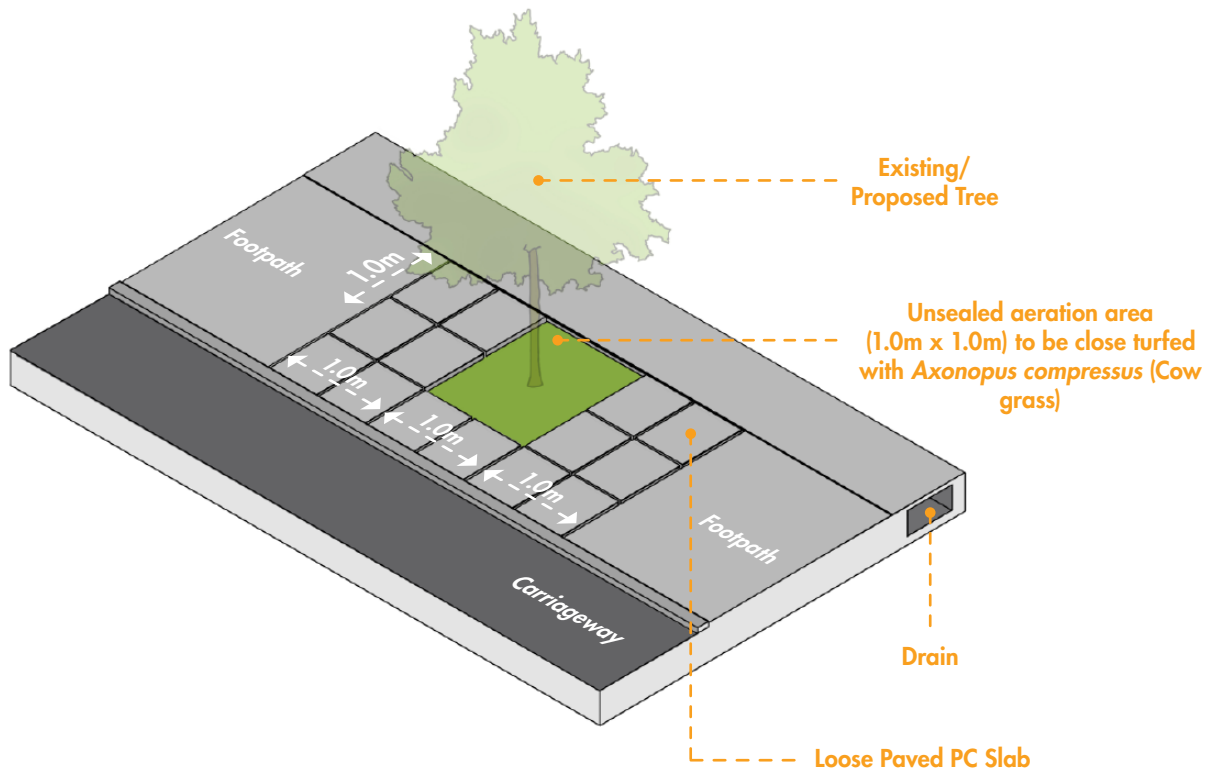 Existing/
Proposed Tree
Footpath
1.0m
Unsealed aeration area
(1.0m x 1.0m) to be close turfed
with Axonopus compressus (Cow
grass)
1.0m
1.0m
1.0m
Footpath
Carriageway
Drain
Loose Paved PC Slab